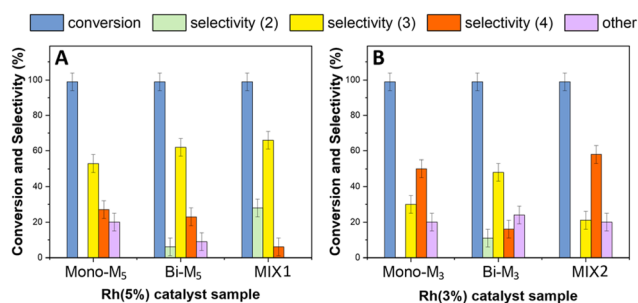 conversion selectivity (2) selectivity (3) selectivity (4) other
A
Conversion and Selectivity (%)
100
80
60
40
20
0
Mono-M₅ Bi-M₅ MIX1
Rh(5%) catalyst sample
B
Conversion and Selectivity (%)
100
80
60
40
20
0
Mono-M₃ Bi-M₃ MIX2
Rh(3%) catalyst sample